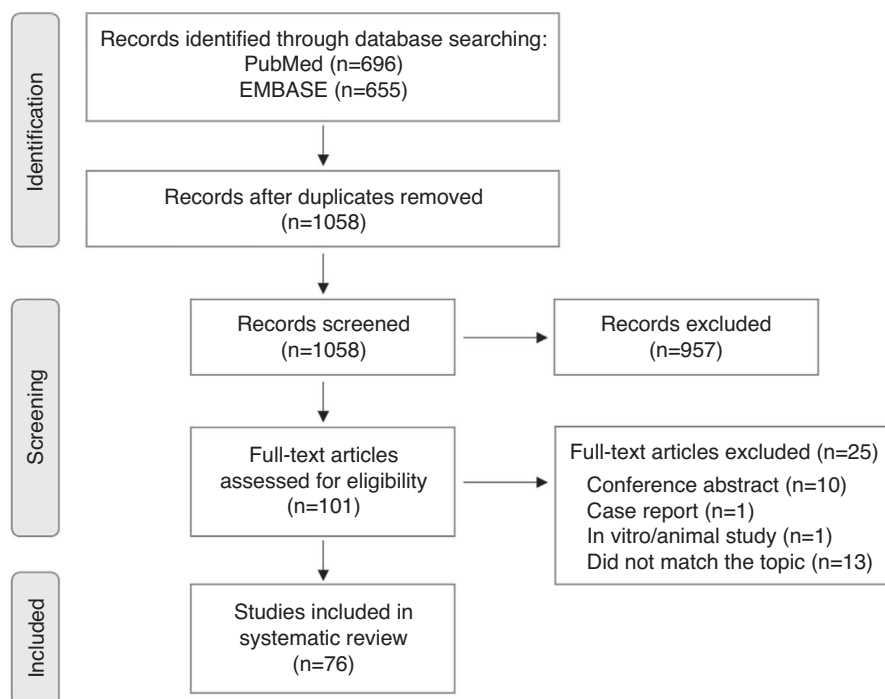 Identification
Records identified through database searching:
PubMed (n=696)
EMBASE (n=655)
Records after duplicates removed
(n=1058)
Screening
Records screened
(n=1058)
Records excluded
(n=957)
Full-text articles
assessed for eligibility
(n=101)
Full-text articles excluded (n=25)
Conference abstract (n=10)
Case report (n=1)
In vitro/animal study (n=1)
Did not match the topic (n=13)
Included
Studies included in
systematic review
(n=76)